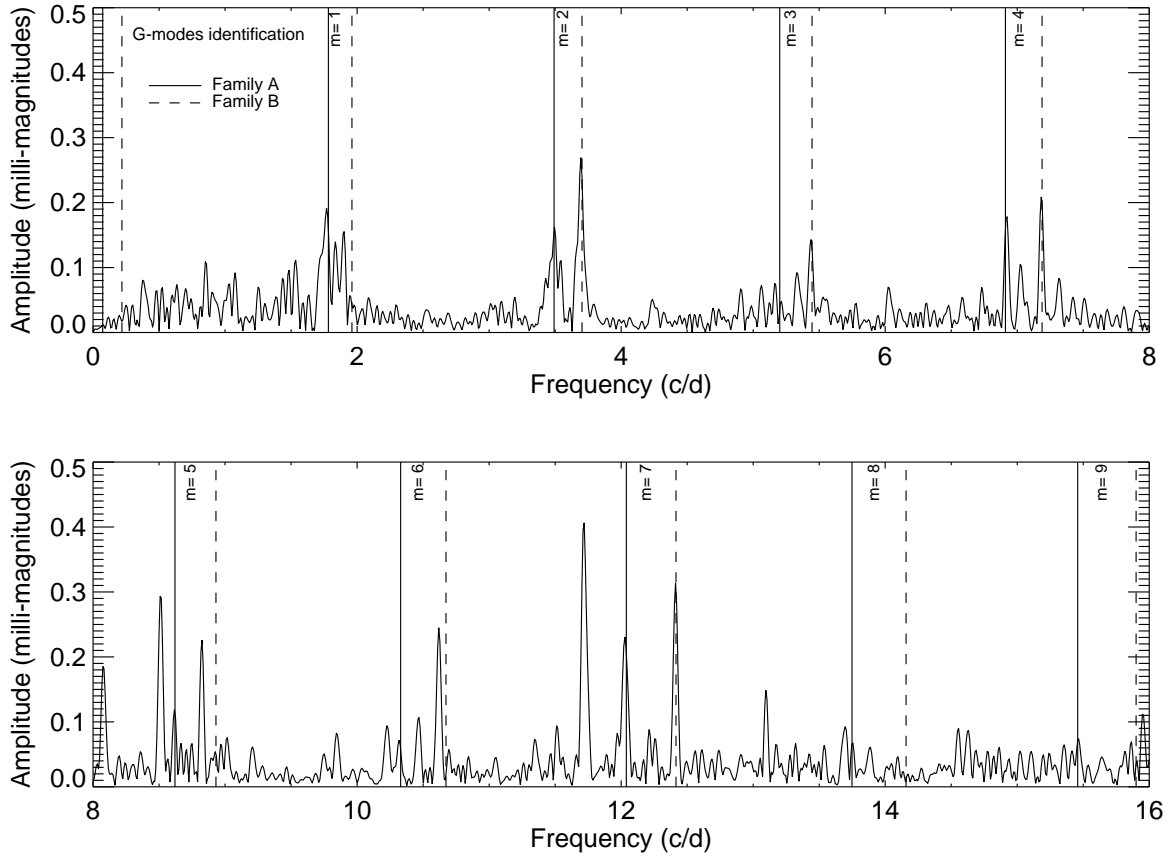 0.5
0.4
0.3
0.2
0.1
0.0
Amplitude (milli-magnitudes)
G-modes identification
Family A
Family B
m= 1
m= 2
m= 3
m= 4
0 2 4 6 8
Frequency (c/d)
0.5
0.4
0.3
0.2
0.1
0.0
Amplitude (milli-magnitudes)
m= 5
m= 6
m= 7
m= 8
m= 9
8 10 12 14 16
Frequency (c/d)